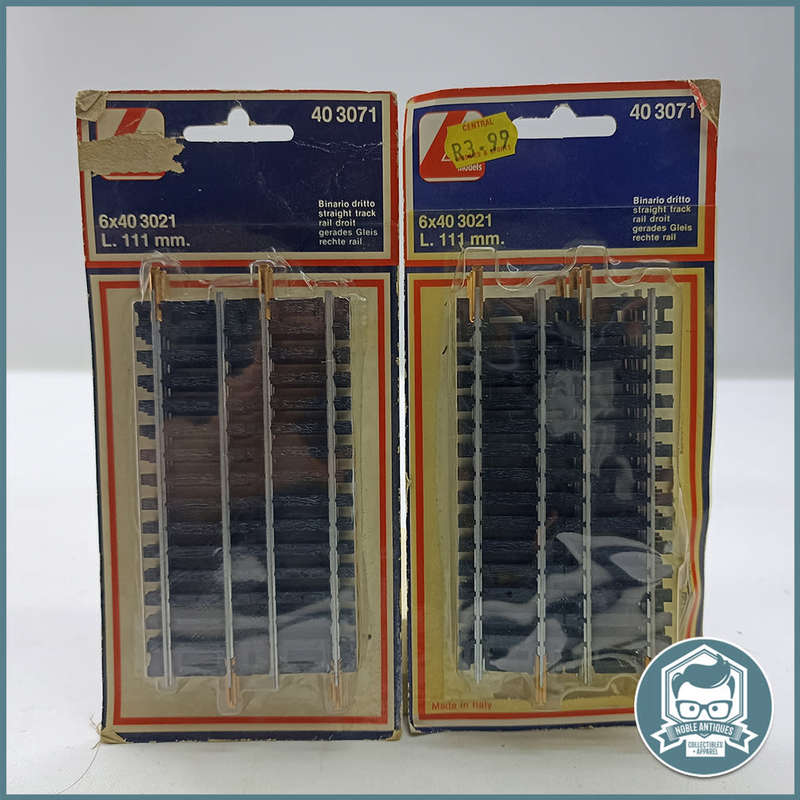 40 3071
6x40 3021
L. 111 mm.
Binario dritto
straight track
rail droit
gerades Gleis
rechte rail
40 3071
CENTRAL
R3.99
models
6x40 3021
L. 111 mm.
Binario dritto
straight track
rail droit
gerades Gleis
rechte rail
Made in Italy
NOBLE ANTIQUES
COLLECTIBLES
+ APPAREL